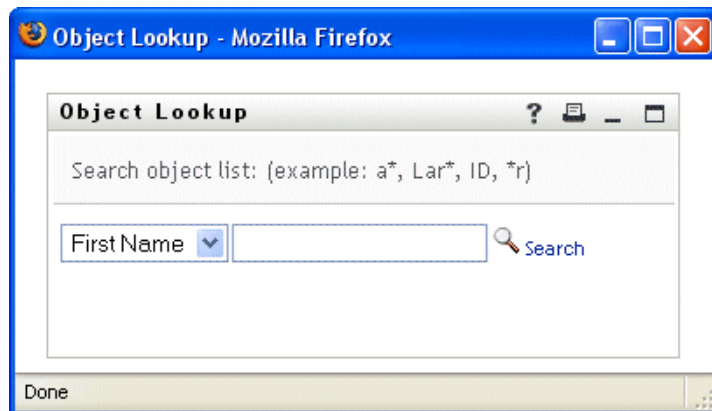 Object Lookup - Mozilla Firefox
Object Lookup
Search object list: (example: a*, Lar*, ID, *r)
First Name Search
Done